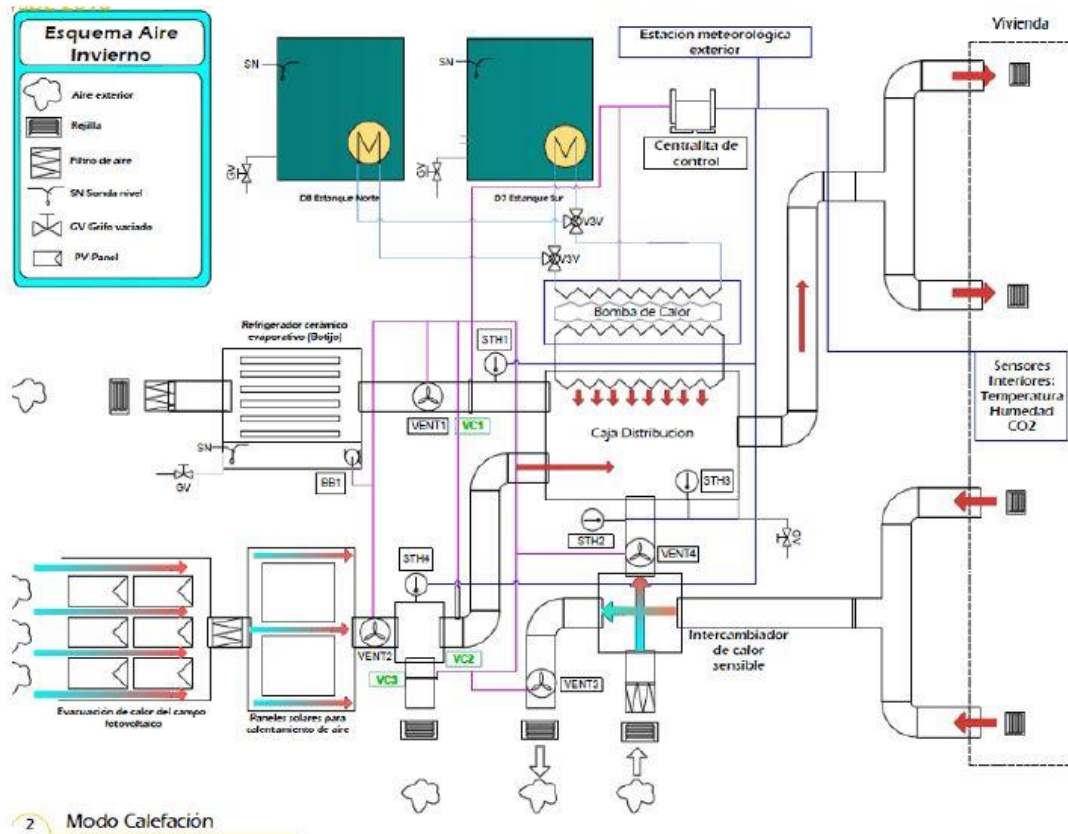 Esquema Aire
Invierno
Aire exterior
Rejilla
Filtro de aire
SN Sonda nivel
GV Grifo vaciado
PV Panel
SN
SN
GV
GV
D8 Estanque Norte
D7 Estanque Sur
V3V
V3V
Estación meteorológica
exterior
Centralita de
control
Vivienda
Bomba de Calor
Refrigerador cerámico
evaporativo (Botijo)
STH1
VENT1
VC1
SN
GV
BB1
Caja Distribucion
STH3
STH2
VENT4
GV
Sensores
Interiores:
Temperatura
Humedad
CO2
STH4
VENT2
VC2
VC3
VENT3
Intercambiador
de calor
sensible
Evacuación de calor del campo
fotovoltaico
Paneles solares para
calentamiento de aire
2
Modo Calefación